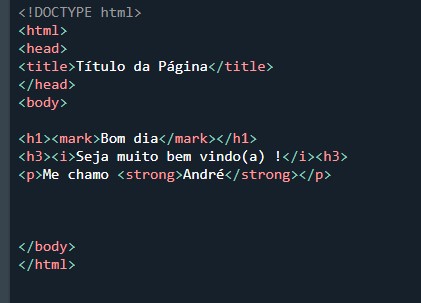 <!DOCTYPE html>
<html>
<head>
<title>Título da Página</title>
</head>
<body>
<h1><mark>Bom dia</mark></h1>
<h3><i>Seja muito bem vindo(a) !</i><h3>
<p>Me chamo <strong>André</strong></p>
</body>
</html>